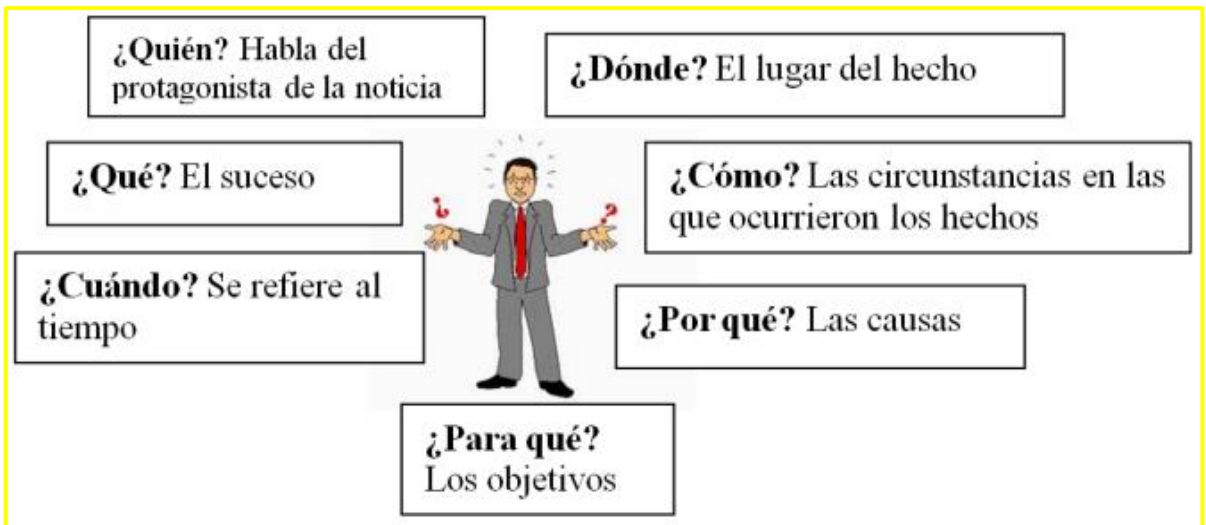 ¿Quién? Habla del
protagonista de la noticia
¿Dónde? El lugar del hecho
¿Qué? El suceso
¿Cómo? Las circunstancias en las
que ocurrieron los hechos
¿Cuándo? Se refiere al
tiempo
¿Por qué? Las causas
¿Para qué?
Los objetivos
¿
?